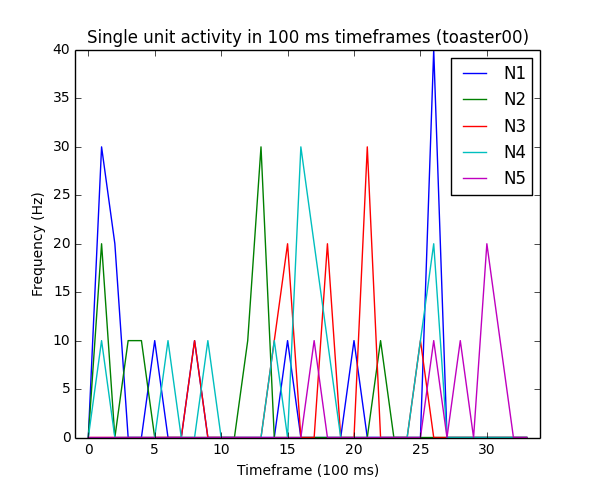 Single unit activity in 100 ms timeframes (toaster00)
40
35
30
25
20
15
10
5
0
Frequency (Hz)
N1
N2
N3
N4
N5
0 5 10 15 20 25 30
Timeframe (100 ms)